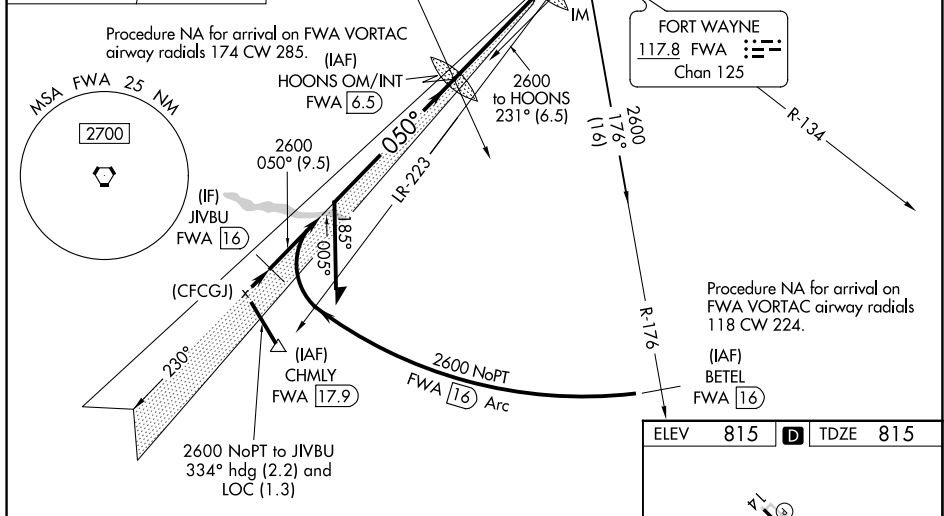 IM
Procedure NA for arrival on FWA VORTAC
airway radials 174 CW 285.
(IAF)
HOONS OM/INT
FWA 6.5
FORT WAYNE
117.8 FWA
Chan 125
MSA FWA 25 NM
2700
2600
to HOONS
231° (6.5)
2600
176°
(16)
R-134
2600
050° (9.5)
050°
LR-223
(IF)
JIVBU
FWA 16
185°
005°
(CFCGJ) x
230°
(IAF)
CHMLY
FWA 17.9
2600 NoPT
FWA 16 Arc
R-176
Procedure NA for arrival on
FWA VORTAC airway radials
118 CW 224.
(IAF)
BETEL
FWA 16
2600 NoPT to JIVBU
334° hdg (2.2) and
LOC (1.3)
ELEV 815 D TDZE 815
14